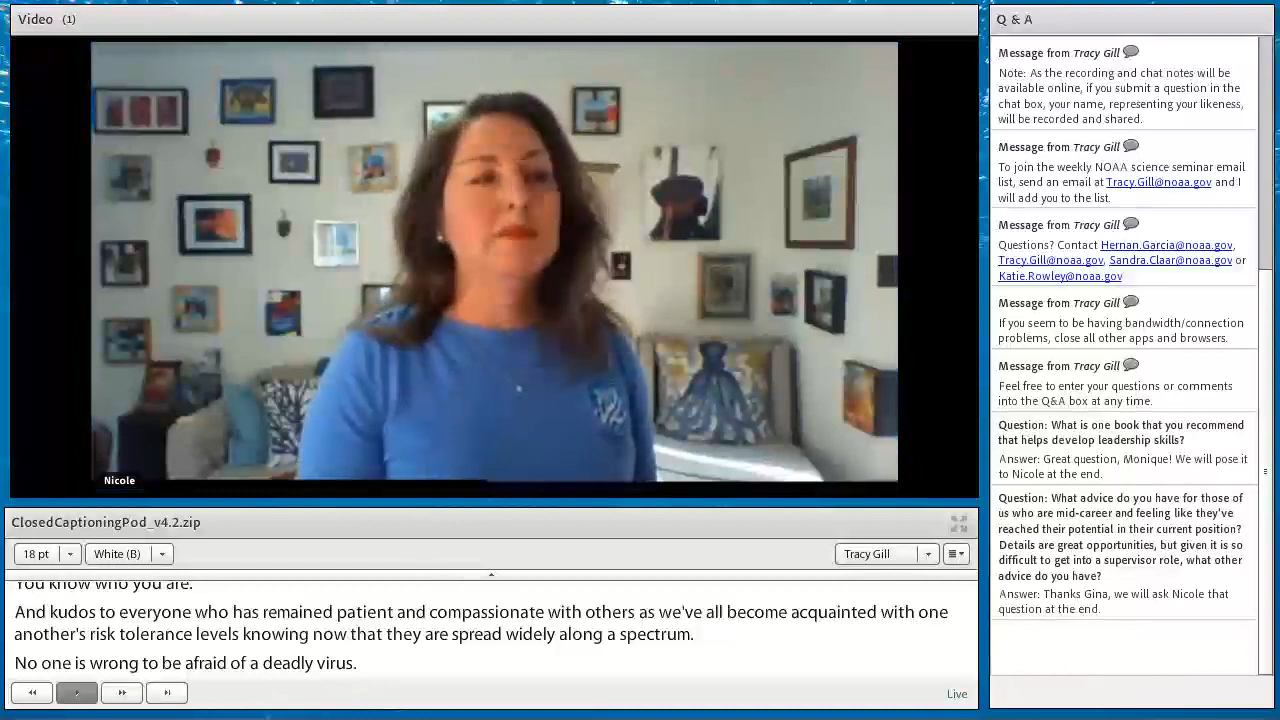 Video (1)
Nicole
ClosedCaptioningPod_v4.2.zip
18 pt
White (B)
Tracy Gill
You know who you are.
And kudos to everyone who has remained patient and compassionate with others as we've all become acquainted with one
another's risk tolerance levels knowing now that they are spread widely along a spectrum.
No one is wrong to be afraid of a deadly virus.
Live
Q & A
Message from Tracy Gill
Note: As the recording and chat notes will be
available online, if you submit a question in the
chat box, your name, representing your likeness,
will be recorded and shared.
Message from Tracy Gill
To join the weekly NOAA science seminar email
list, send an email at Tracy.Gill@noaa.gov and I
will add you to the list.
Message from Tracy Gill
Questions? Contact Hernan.Garcia@noaa.gov,
Tracy.Gill@noaa.gov, Sandra.Claar@noaa.gov or
Katie.Rowley@noaa.gov
Message from Tracy Gill
If you seem to be having bandwidth/connection
problems, close all other apps and browsers.
Message from Tracy Gill
Feel free to enter your questions or comments
into the Q&A box at any time.
Question: What is one book that you recommend
that helps develop leadership skills?
Answer: Great question, Monique! We will pose it
to Nicole at the end.
Question: What advice do you have for those of
us who are mid-career and feeling like they've
reached their potential in their current position?
Details are great opportunities, but given it is so
difficult to get into a supervisor role, what other
advice do you have?
Answer: Thanks Gina, we will ask Nicole that
question at the end.